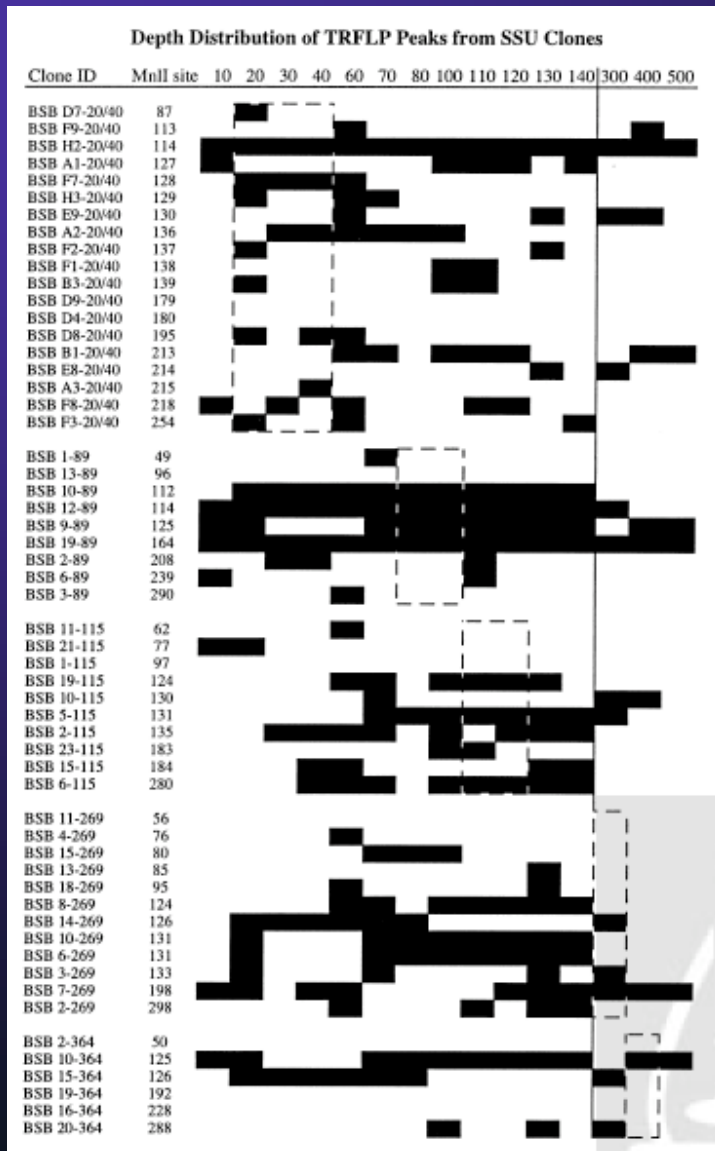 Depth Distribution of TRFLP Peaks from SSU Clones
Clone ID MnlI site 10 20 30 40 60 70 80 100 110 120 130 140 300 400 500
BSB D7-20/40 87
BSB F9-20/40 113
BSB H2-20/40 114
BSB A1-20/40 127
BSB F7-20/40 128
BSB H3-20/40 129
BSB E9-20/40 130
BSB A2-20/40 136
BSB F2-20/40 137
BSB F1-20/40 138
BSB B3-20/40 139
BSB D9-20/40 179
BSB D4-20/40 180
BSB D8-20/40 195
BSB B1-20/40 213
BSB E8-20/40 214
BSB A3-20/40 215
BSB F8-20/40 218
BSB F3-20/40 254
BSB 1-89 49
BSB 13-89 96
BSB 10-89 112
BSB 12-89 114
BSB 9-89 125
BSB 19-89 164
BSB 2-89 208
BSB 6-89 239
BSB 3-89 290
BSB 11-115 62
BSB 21-115 77
BSB 1-115 97
BSB 19-115 124
BSB 10-115 130
BSB 5-115 131
BSB 2-115 135
BSB 23-115 183
BSB 15-115 184
BSB 6-115 280
BSB 11-269 56
BSB 4-269 76
BSB 15-269 80
BSB 13-269 85
BSB 18-269 95
BSB 8-269 124
BSB 14-269 126
BSB 10-269 131
BSB 6-269 131
BSB 3-269 133
BSB 7-269 198
BSB 2-269 298
BSB 2-364 50
BSB 10-364 125
BSB 15-364 126
BSB 19-364 192
BSB 16-364 228
BSB 20-364 288